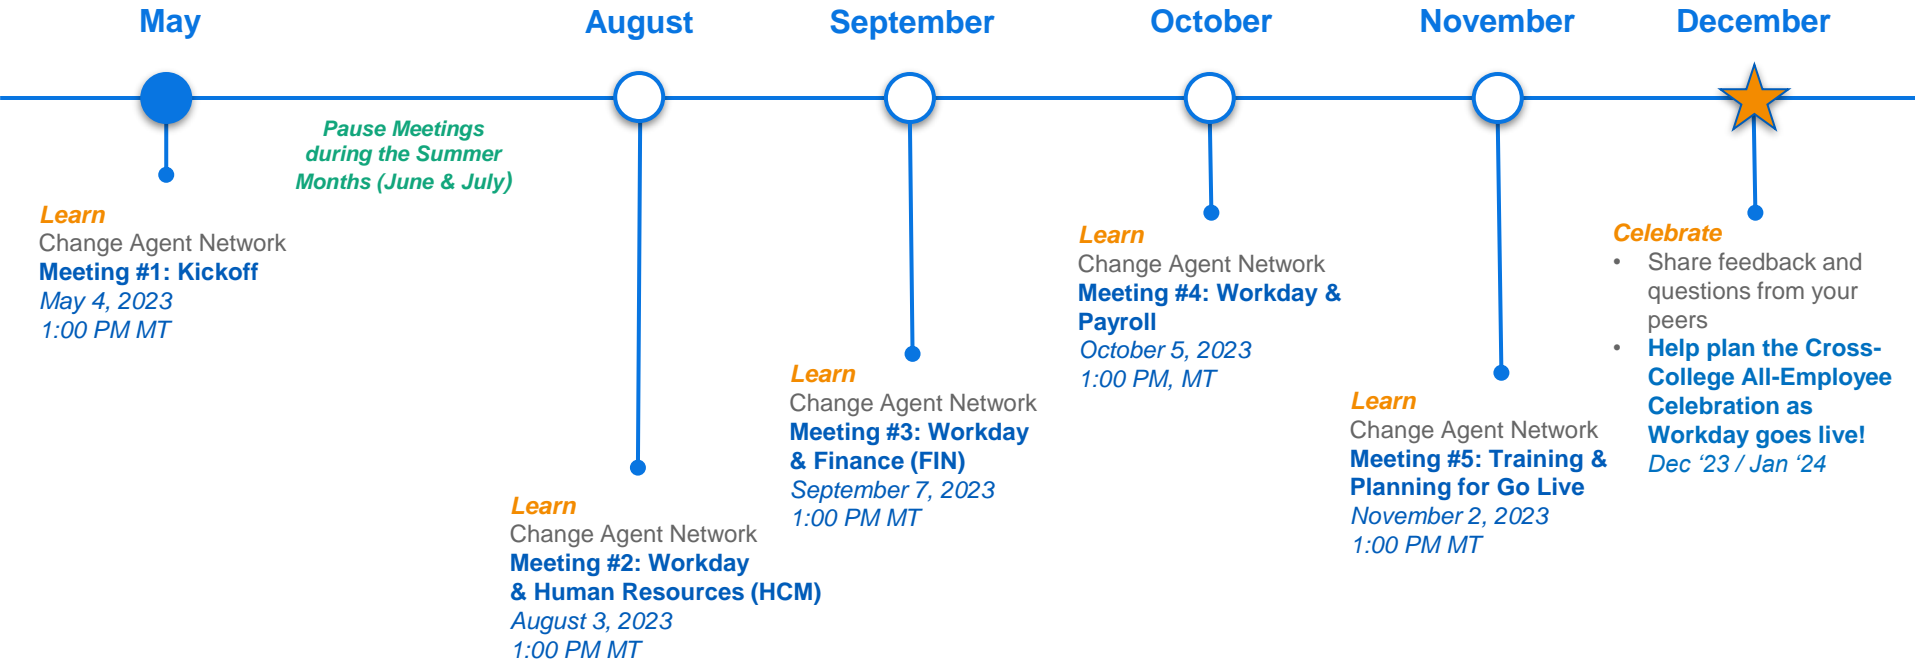 May
August
September
October
November
December
Pause Meetings
during the Summer
Months (June & July)
Learn
Change Agent Network
Meeting #1: Kickoff
May 4, 2023
1:00 PM MT
Learn
Change Agent Network
Meeting #2: Workday
& Human Resources (HCM)
August 3, 2023
1:00 PM MT
Learn
Change Agent Network
Meeting #3: Workday
& Finance (FIN)
September 7, 2023
1:00 PM MT
Learn
Change Agent Network
Meeting #4: Workday &
Payroll
October 5, 2023
1:00 PM, MT
Learn
Change Agent Network
Meeting #5: Training &
Planning for Go Live
November 2, 2023
1:00 PM MT
Celebrate
• Share feedback and
questions from your
peers
• Help plan the Cross-
College All-Employee
Celebration as
Workday goes live!
Dec ‘23 / Jan ‘24